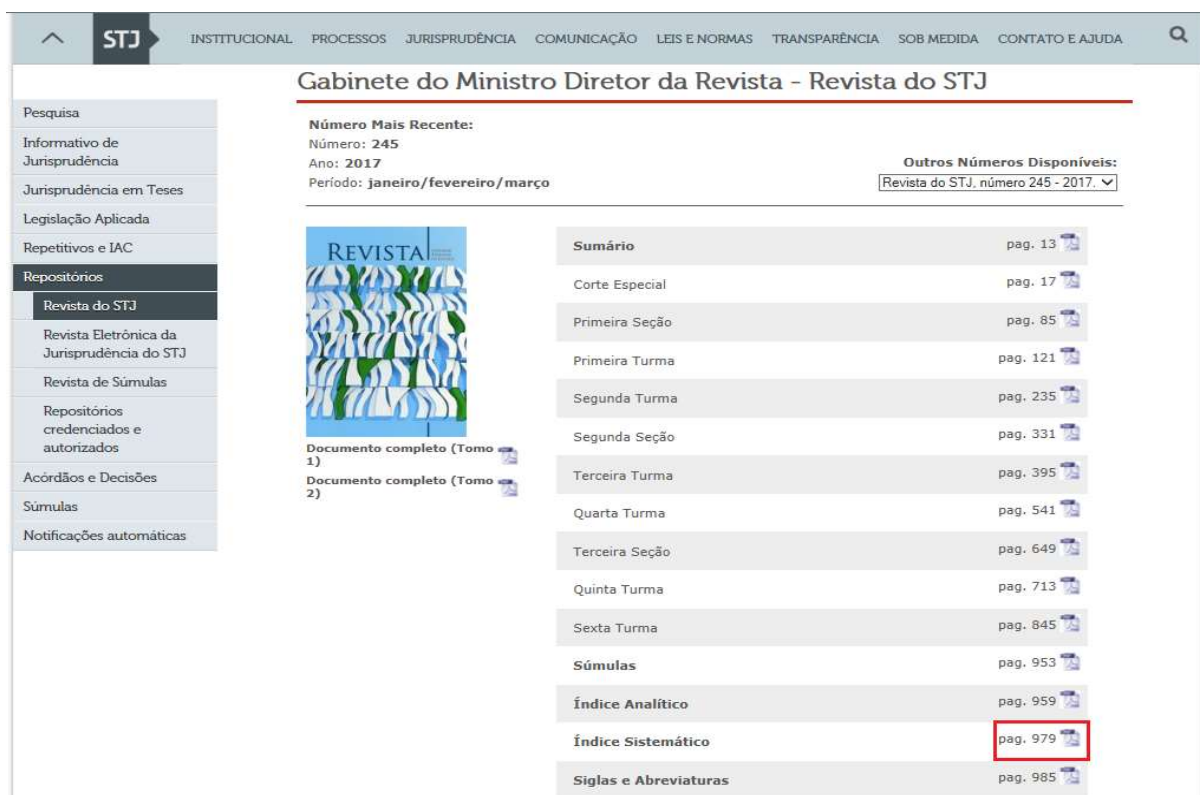 STJ
INSTITUCIONAL PROCESSOS JURISPRUDÊNCIA COMUNICAÇÃO LEIS E NORMAS TRANSPARÊNCIA SOB MEDIDA CONTATO E AJUDA
Gabinete do Ministro Diretor da Revista - Revista do STJ
Pesquisa
Informativo de
Jurisprudência
Jurisprudência em Teses
Legislação Aplicada
Repetitivos e IAC
Repositórios
Revista do STJ
Revista Eletrônica da
Jurisprudência do STJ
Revista de Súmulas
Repositórios
credenciados e
autorizados
Acórdãos e Decisões
Súmulas
Notificações automáticas
Número Mais Recente:
Número: 245
Ano: 2017
Período: janeiro/fevereiro/março
Outros Números Disponíveis:
Revista do STJ, número 245 - 2017.
REVISTA
Documento completo (Tomo
1)
Documento completo (Tomo
2)
Sumário pag. 13
Corte Especial pag. 17
Primeira Seção pag. 85
Primeira Turma pag. 121
Segunda Turma pag. 235
Segunda Seção pag. 331
Terceira Turma pag. 395
Quarta Turma pag. 541
Terceira Seção pag. 649
Quinta Turma pag. 713
Sexta Turma pag. 845
Súmulas pag. 953
Índice Analítico pag. 959
Índice Sistemático pag. 979
Siglas e Abreviaturas pag. 985